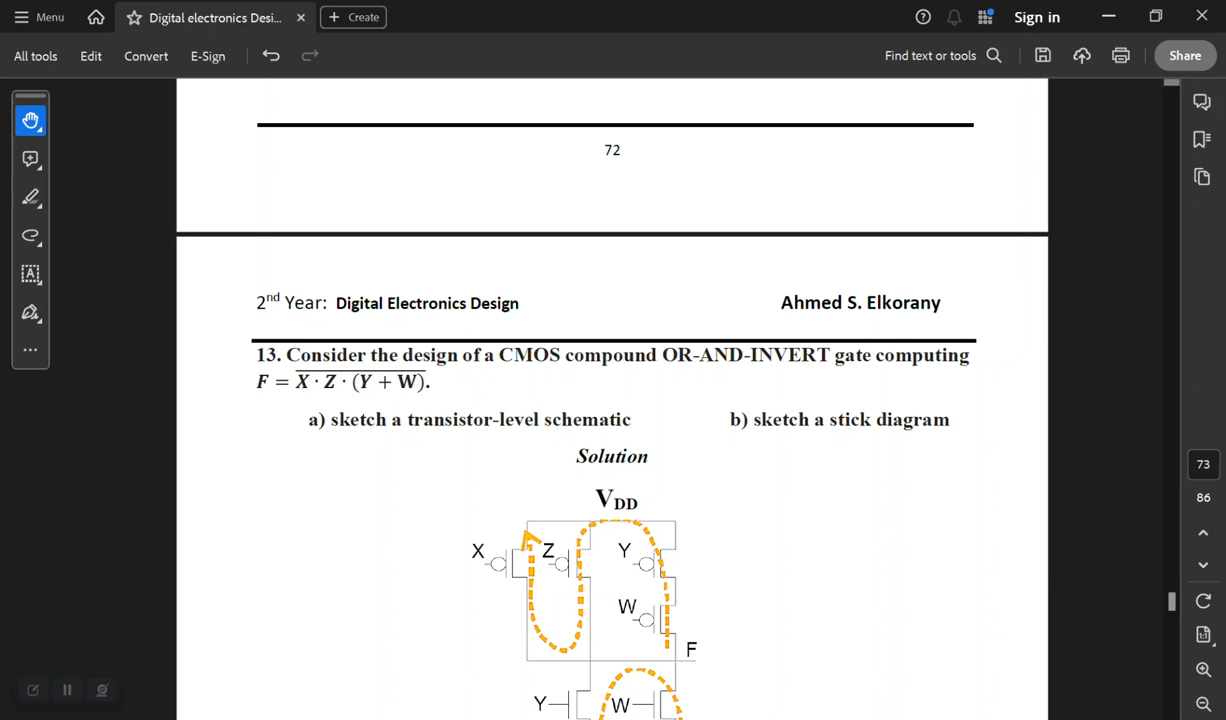 Menu
Digital electronics Desi...
Create
Sign in
All tools
Edit
Convert
E-Sign
Find text or tools
Share
72
2nd Year: Digital Electronics Design
Ahmed S. Elkorany
13. Consider the design of a CMOS compound OR-AND-INVERT gate computing
F = \overline{X · Z · (Y + W)}.
a) sketch a transistor-level schematic
b) sketch a stick diagram
Solution
VDD
X
Z
Y
W
F
Y
W
73
86